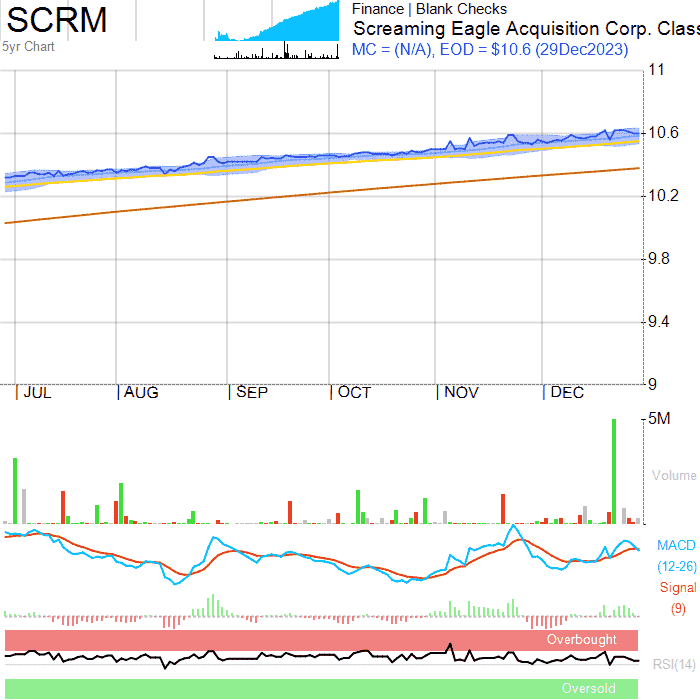 SCRM
5yr Chart
Finance | Blank Checks
Screaming Eagle Acquisition Corp. Class
MC = (N/A), EOD = $10.6 (29Dec2023)
11
10.6
10.2
9.8
9.4
9
JUL AUG SEP OCT NOV DEC
5M
Volume
MACD
(12-26)
Signal
(9)
Overbought
RSI(14)
Oversold